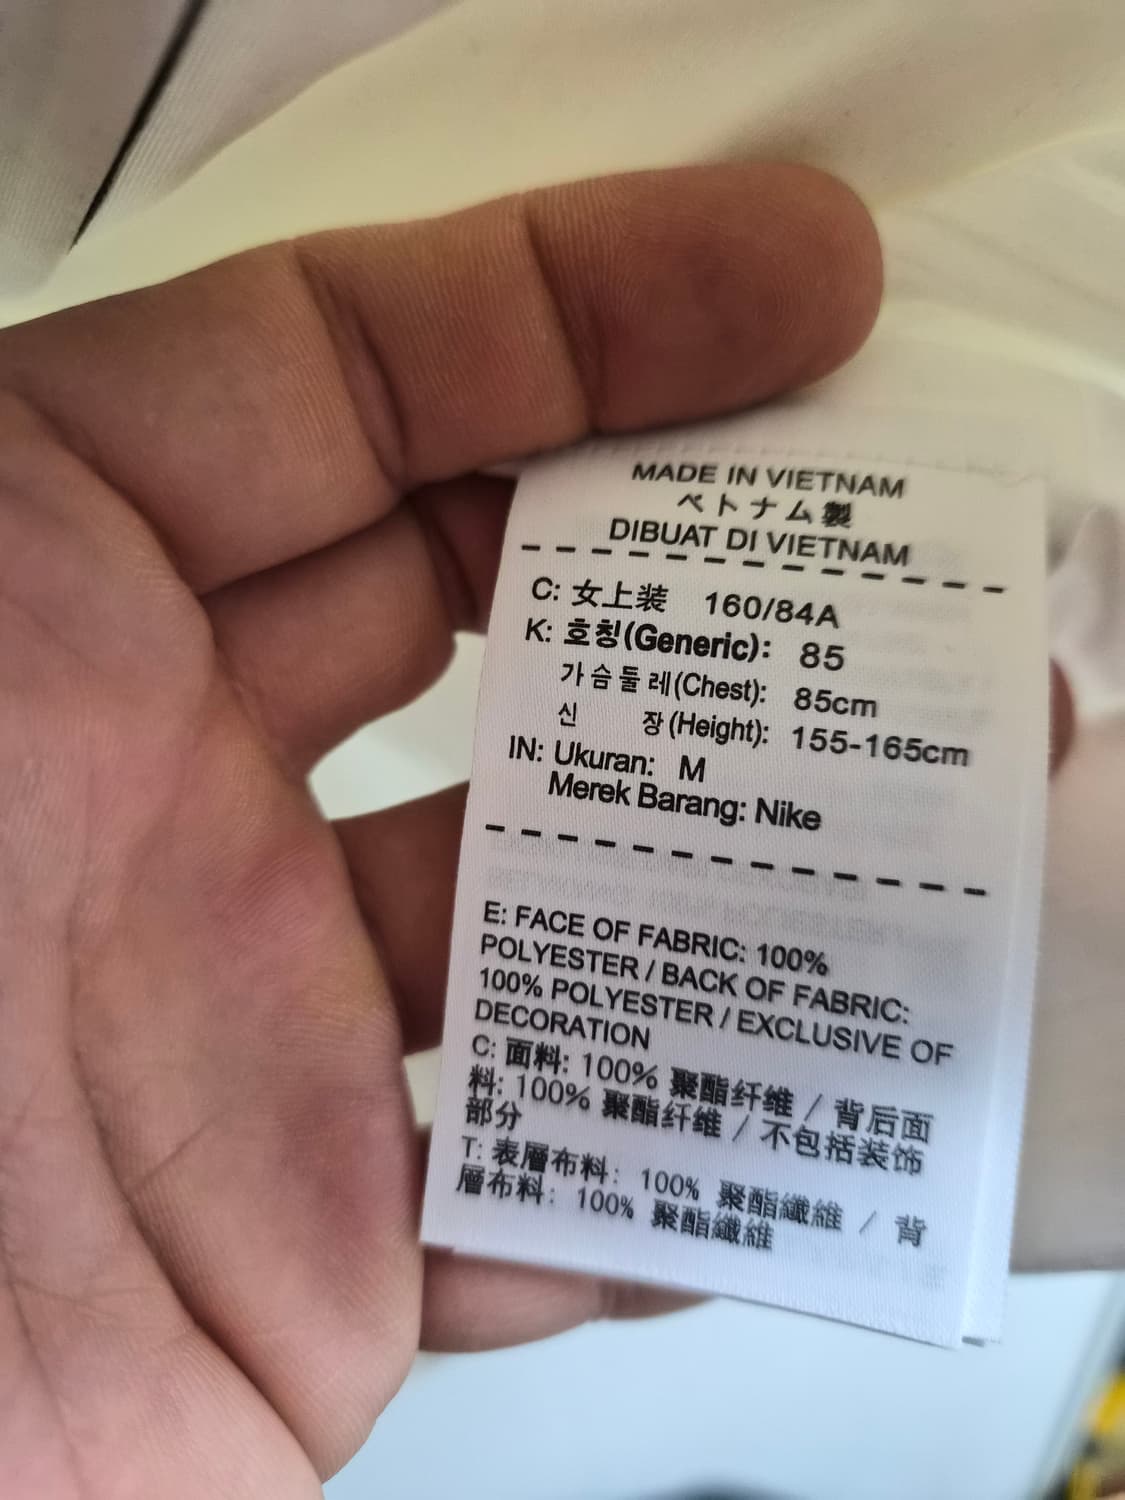 MADE IN VIETNAM
ベトナム製
DIBUAT DI VIETNAM
C: 女上装 160/84A
K: 호칭(Generic): 85
가슴둘레(Chest): 85cm
신 장(Height): 155-165cm
IN: Ukuran: M
Merek Barang: Nike
E: FACE OF FABRIC: 100%
POLYESTER / BACK OF FABRIC:
100% POLYESTER / EXCLUSIVE OF
DECORATION
C: 面料: 100% 聚酯纤维 / 背后面
料: 100% 聚酯纤维 / 不包括装饰
部分
T: 表層布料: 100% 聚酯纖維 / 背
層布料: 100% 聚酯纖維